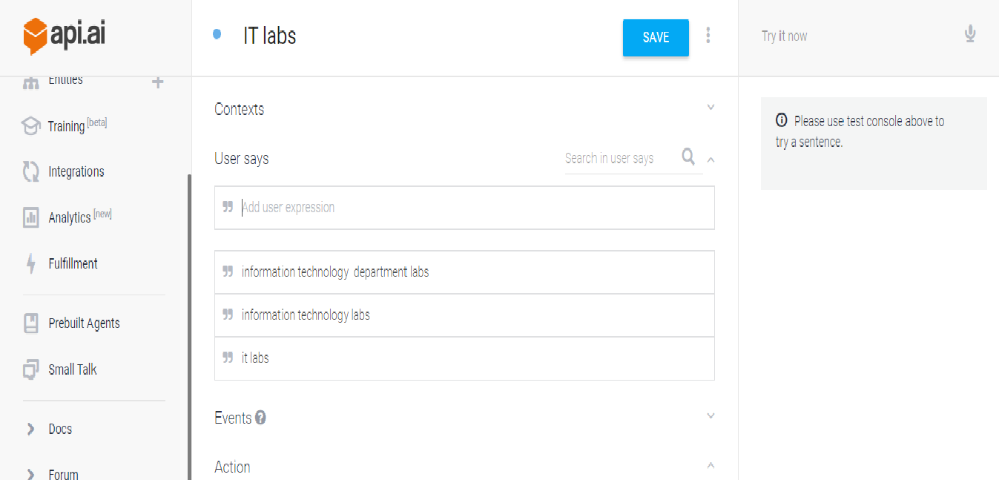 api.ai
Entities
+
Training [beta]
Integrations
Analytics [new]
Fulfillment
Prebuilt Agents
Small Talk
Docs
Forum
IT labs
SAVE
Contexts
User says
Search in user says
Add user expression
information technology department labs
information technology labs
it labs
Events ?
Action
Try it now
Please use test console above to
try a sentence.